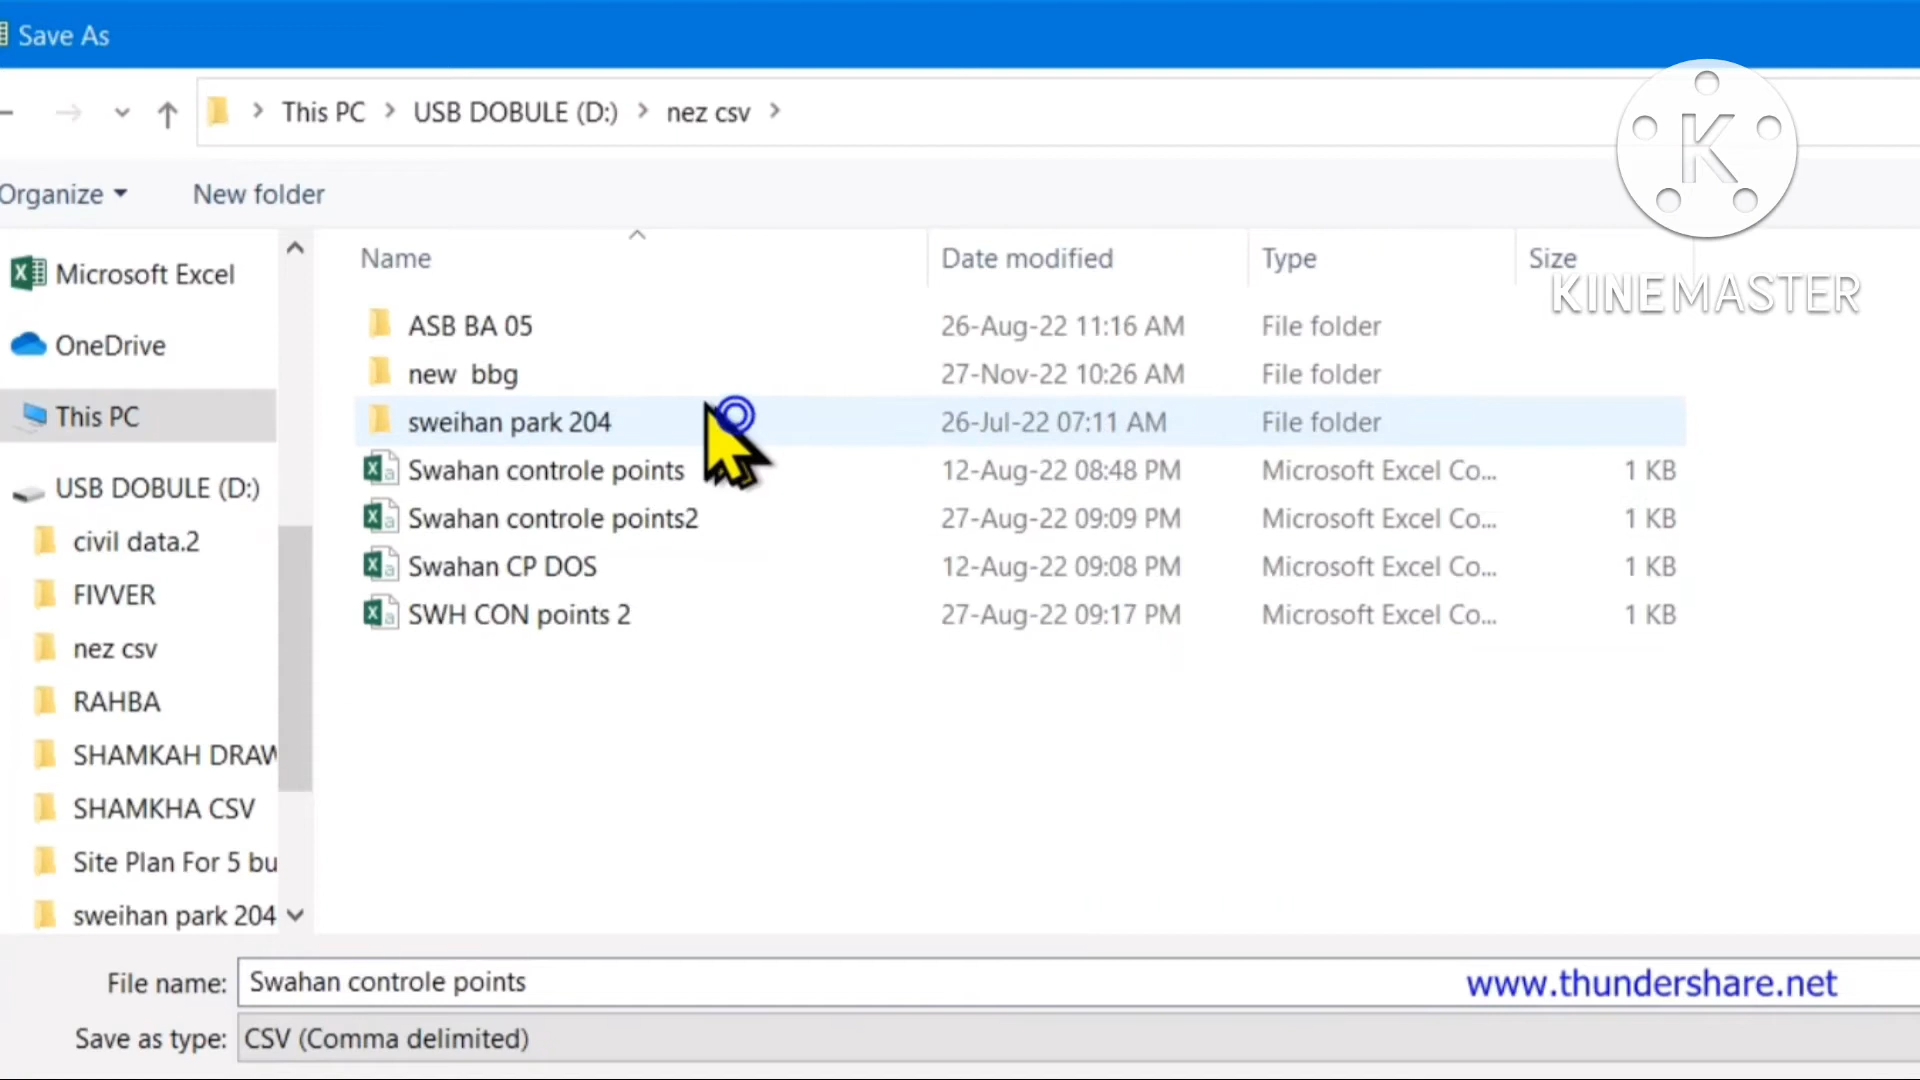 Save As
This PC > USB DOBULE (D:) > nez csv >
Organize
New folder
K
KINEMASTER
Microsoft Excel
OneDrive
This PC
USB DOBULE (D:)
civil data.2
FIVVER
nez csv
RAHBA
SHAMKAH DRAW
SHAMKHA CSV
Site Plan For 5 bu
sweihan park 204
Name Date modified Type Size
ASB BA 05 26-Aug-22 11:16 AM File folder
new bbg 27-Nov-22 10:26 AM File folder
sweihan park 204 26-Jul-22 07:11 AM File folder
Swahan controle points 12-Aug-22 08:48 PM Microsoft Excel Co... 1 KB
Swahan controle points2 27-Aug-22 09:09 PM Microsoft Excel Co... 1 KB
Swahan CP DOS 12-Aug-22 09:08 PM Microsoft Excel Co... 1 KB
SWH CON points 2 27-Aug-22 09:17 PM Microsoft Excel Co... 1 KB
File name: Swahan controle points
www.thundershare.net
Save as type: CSV (Comma delimited)